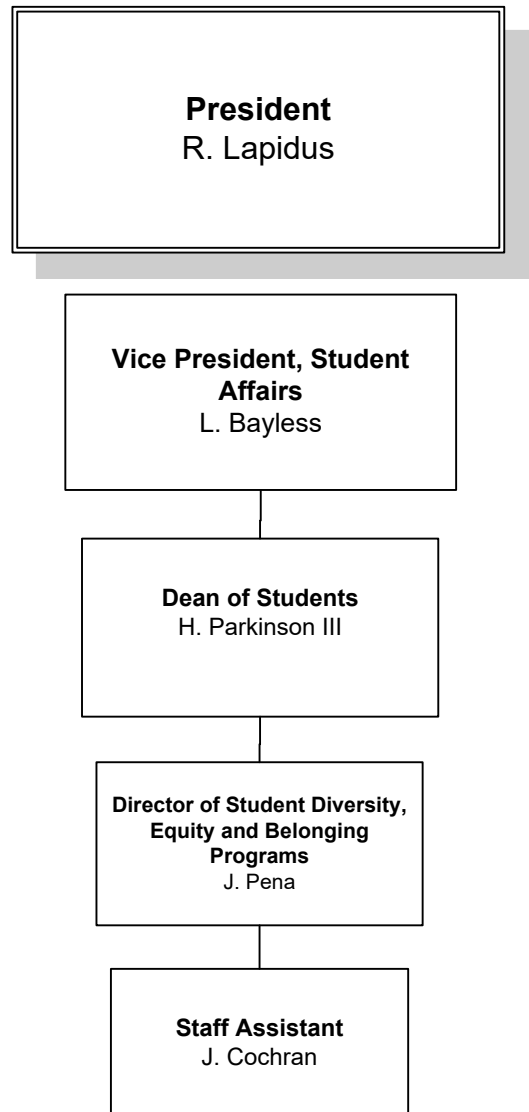 President
R. Lapidus
Vice President, Student
Affairs
L. Bayless
Dean of Students
H. Parkinson III
Director of Student Diversity,
Equity and Belonging
Programs
J. Pena
Staff Assistant
J. Cochran